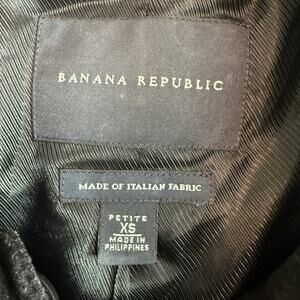 BANANA REPUBLIC
MADE OF ITALIAN FABRIC
PETITE
XS
MADE IN
PHILIPPINES